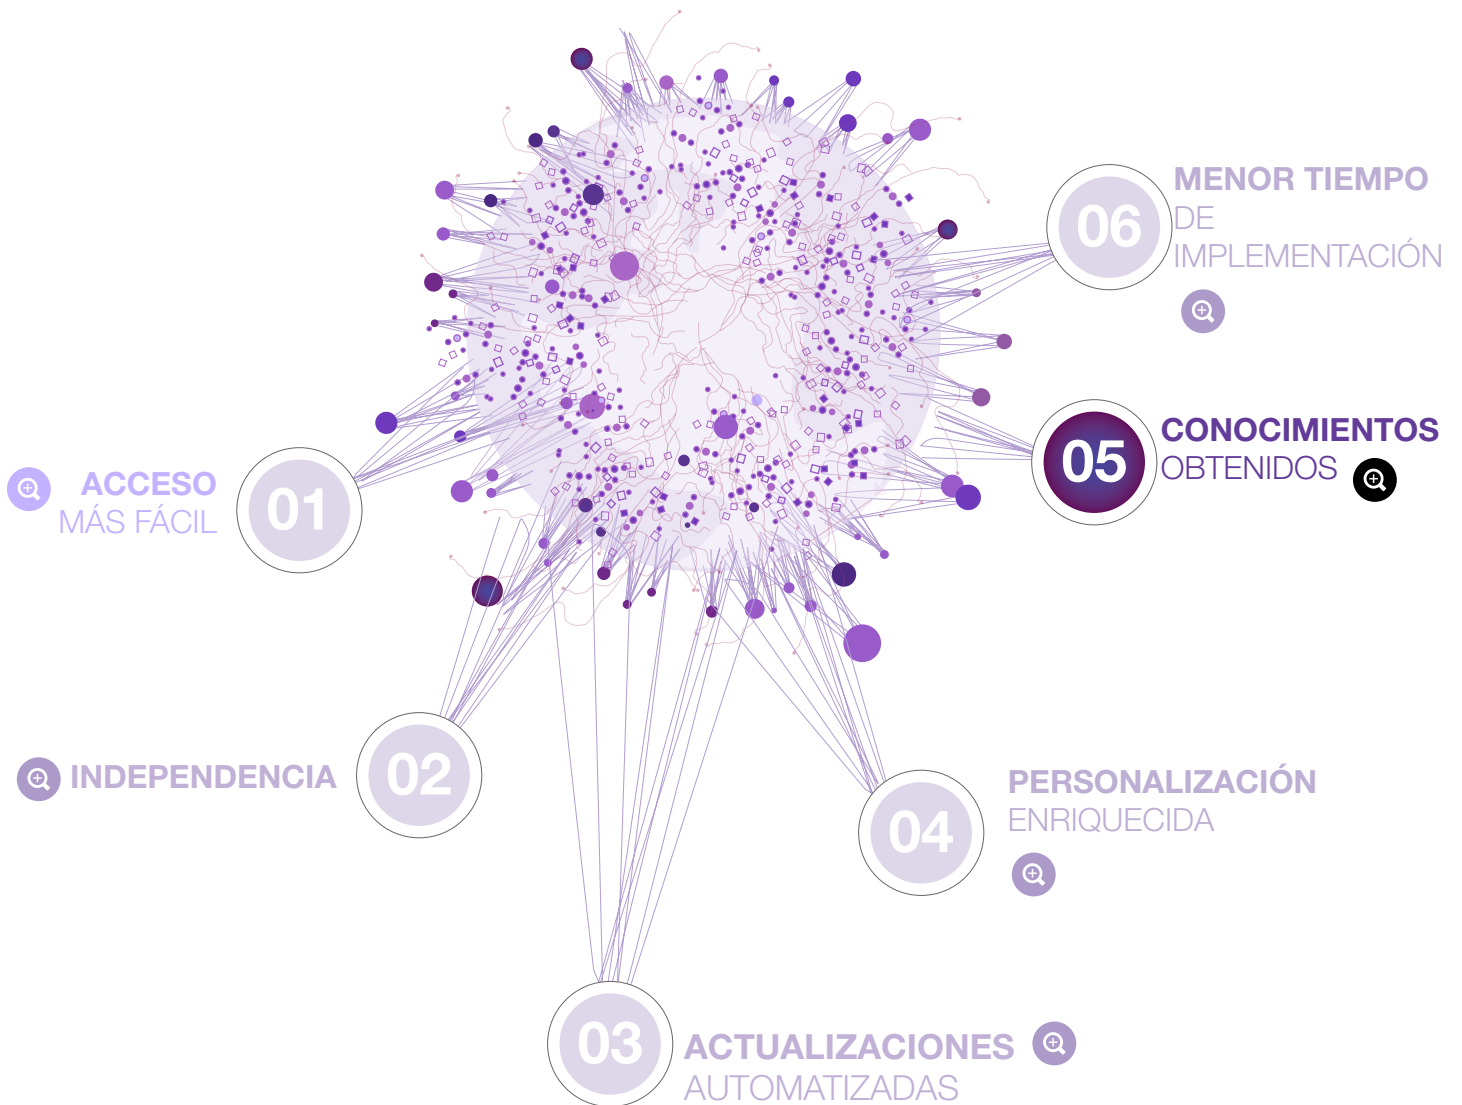 01
ACCESO
MÁS FÁCIL
02
INDEPENDENCIA
03
ACTUALIZACIONES
AUTOMATIZADAS
04
PERSONALIZACIÓN
ENRIQUECIDA
05
CONOCIMIENTOS
OBTENIDOS
06
MENOR TIEMPO
DE
IMPLEMENTACIÓN